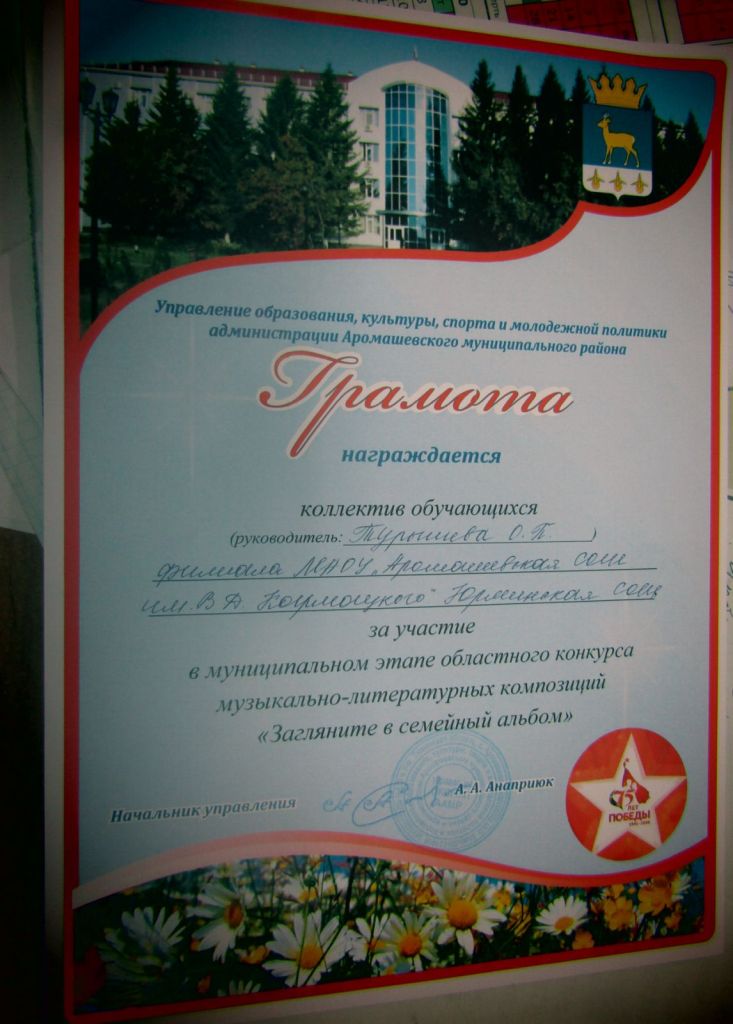 Управление образования, культуры, спорта и молодежной политики
администрации Аромашевского муниципального района
Грамота
награждается
коллектив обучающихся
(руководитель: Турышева О.П. )
филиала МАОУ „Аромашевская СОШ
им. В.Д. Кармацкого" Юрминская СОШ
за участие
в муниципальном этапе областного конкурса
музыкально-литературных композиций
«Загляните в семейный альбом»
Начальник управления
А. А. Анаприюк
75
ЛЕТ
ПОБЕДЫ